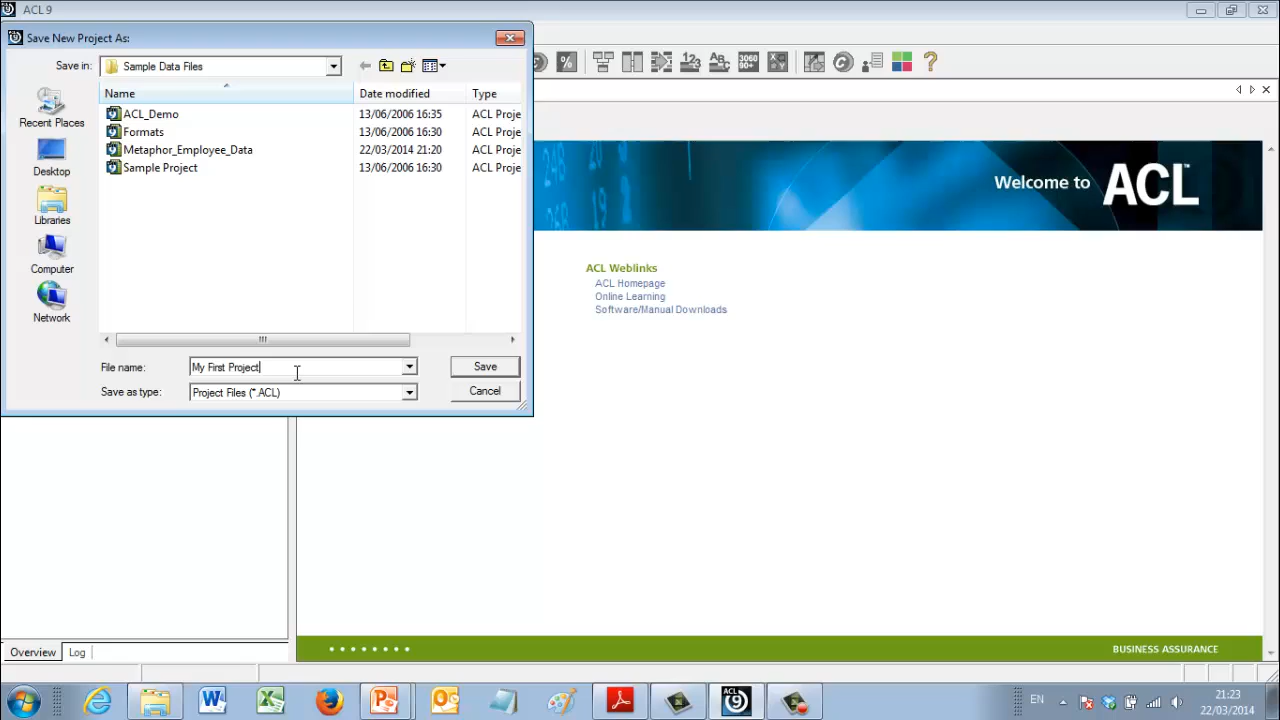 ACL 9
Save New Project As:
Save in: Sample Data Files
Name Date modified Type
ACL_Demo 13/06/2006 16:35 ACL Proje
Formats 13/06/2006 16:30 ACL Proje
Metaphor_Employee_Data 22/03/2014 21:20 ACL Proje
Sample Project 13/06/2006 16:30 ACL Proje
Recent Places
Desktop
Libraries
Computer
Network
File name: My First Project Save
Save as type: Project Files (*.ACL) Cancel
Welcome to ACL™
ACL Weblinks
ACL Homepage
Online Learning
Software/Manual Downloads
Overview Log
BUSINESS ASSURANCE
EN
21:23
22/03/2014